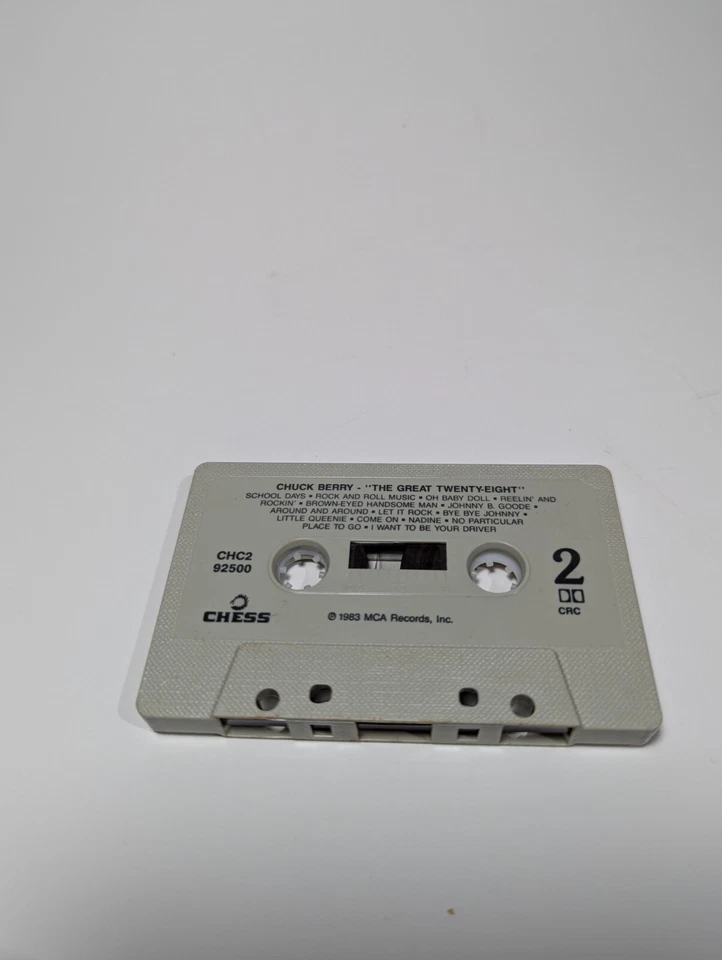 CHUCK BERRY - "THE GREAT TWENTY-EIGHT"
SCHOOL DAYS • ROCK AND ROLL MUSIC • OH BABY DOLL • REELIN' AND
ROCKIN' • BROWN-EYED HANDSOME MAN • JOHNNY B. GOODE •
AROUND AND AROUND • LET IT ROCK • BYE BYE JOHNNY •
LITTLE QUEENIE • COME ON • NADINE • NO PARTICULAR
PLACE TO GO • I WANT TO BE YOUR DRIVER
CHC2
92500
2
CRC
CHESS
℗ 1983 MCA Records, Inc.